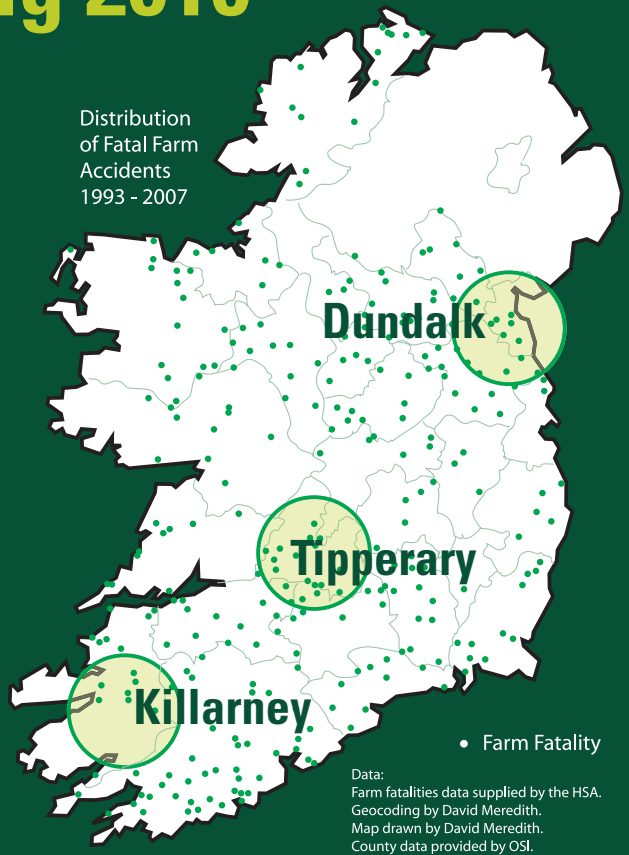 2010
Distribution
of Fatal Farm
Accidents
1993 - 2007
Dundalk
Tipperary
Killarney
• Farm Fatality
Data:
Farm fatalities data supplied by the HSA.
Geocoding by David Meredith.
Map drawn by David Meredith.
County data provided by OSI.